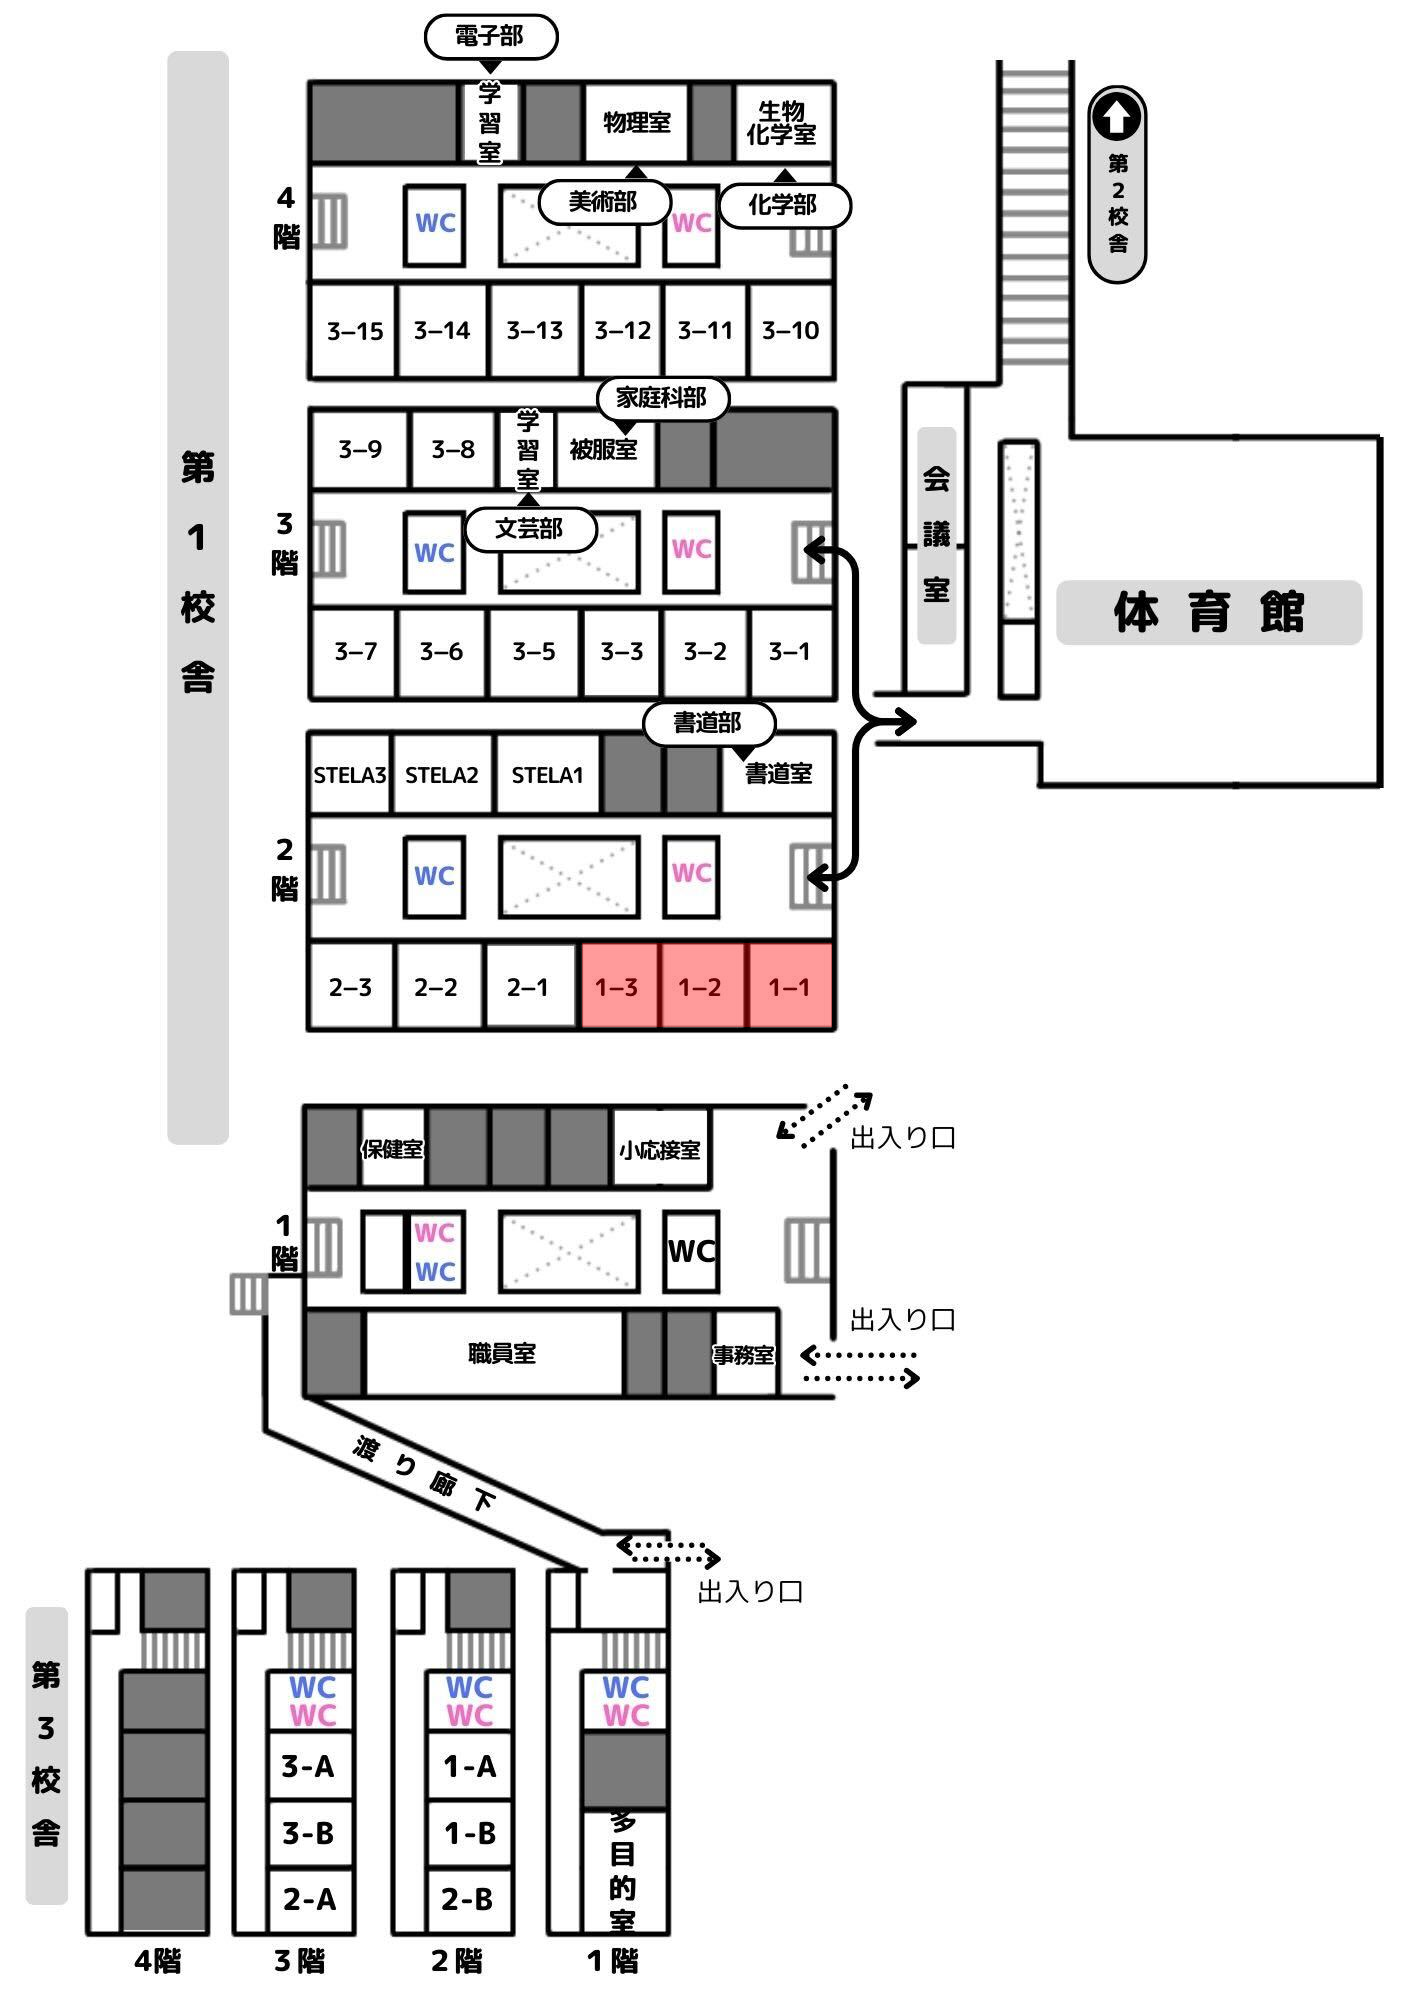 電子部
学習室
物理室
生物
化学室
第2校舎
4階
WC
美術部
WC
化学部
3–15
3–14
3–13
3–12
3–11
3–10
家庭科部
3–9
3–8
学習室
被服室
第1校舎
3階
WC
文芸部
WC
会議室
体育館
3–7
3–6
3–5
3–3
3–2
3–1
書道部
STELA3
STELA2
STELA1
書道室
2階
WC
WC
2–3
2–2
2–1
1–3
1–2
1–1
出入り口
保健室
小応接室
1階
WC
WC
WC
出入り口
職員室
事務室
渡り廊下
出入り口
第3校舎
WC
WC
WC
WC
WC
WC
3-A
1-A
3-B
1-B
多目的室
2-A
2-B
4階
3階
2階
1階